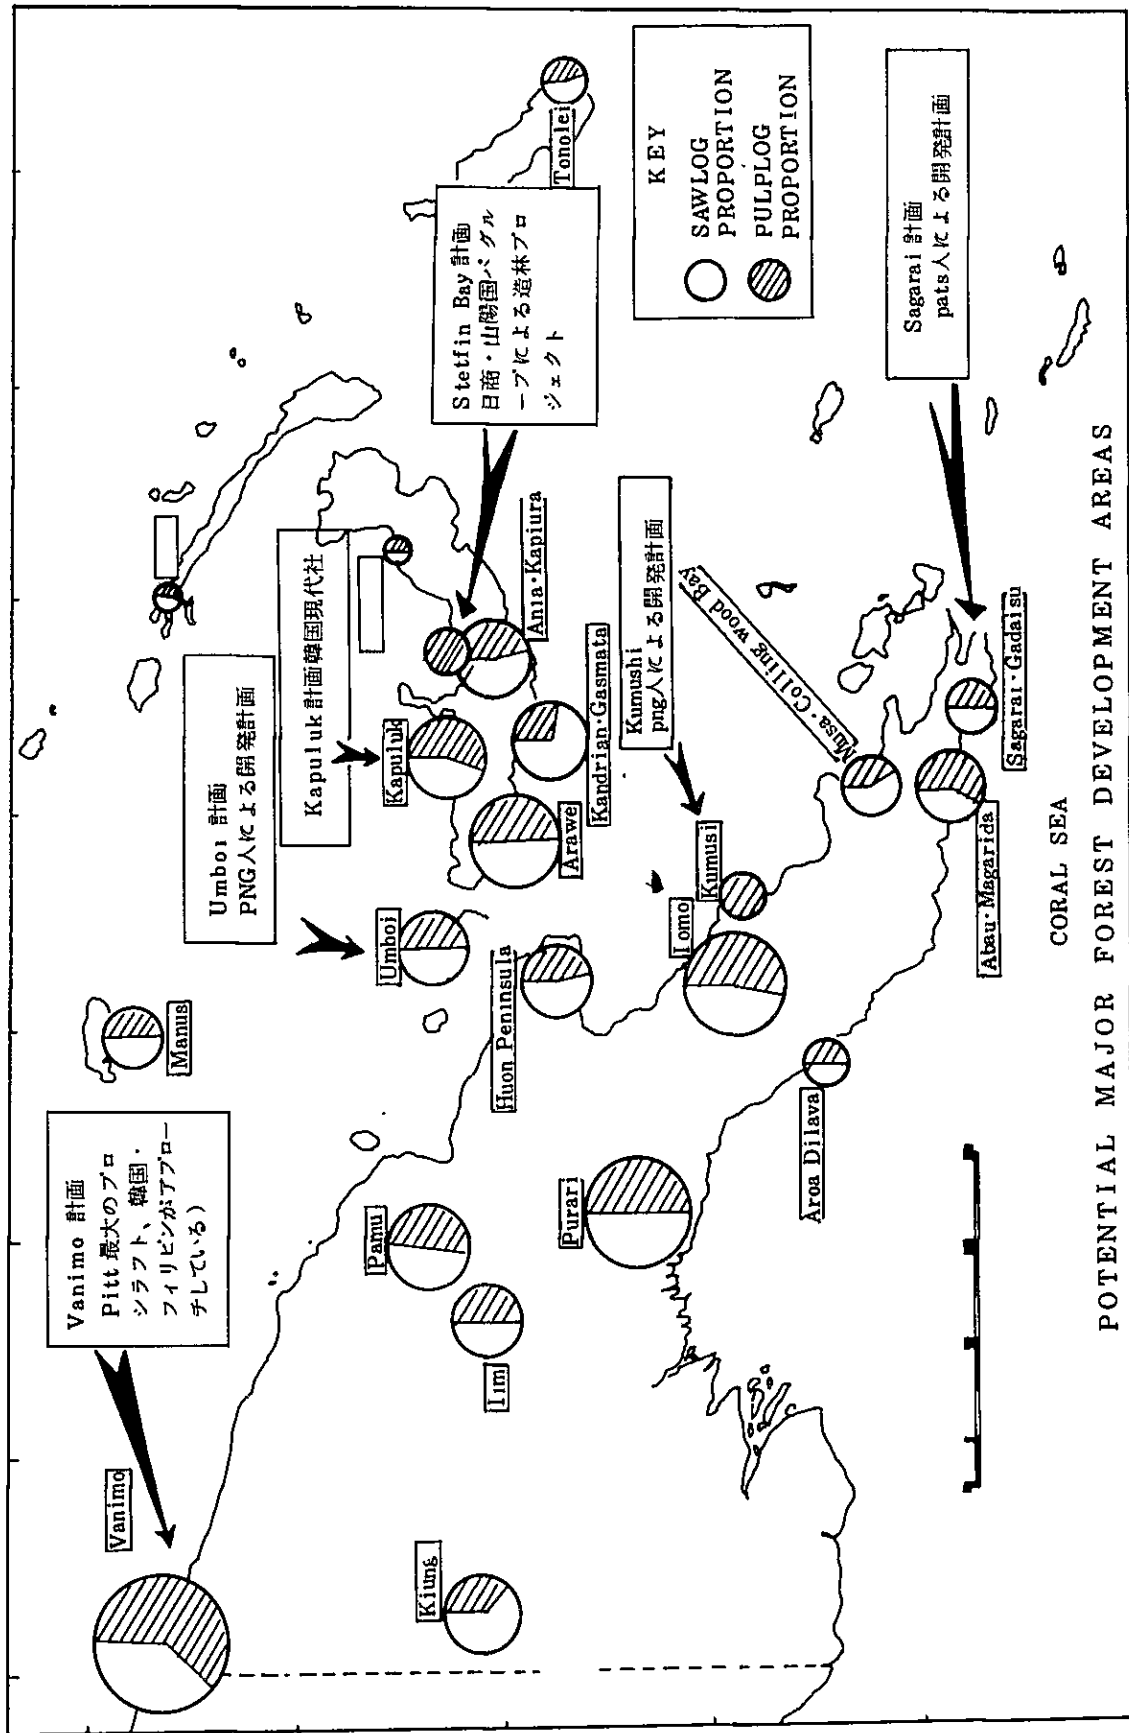 Vanimo 計画
Pitt 最大のプロ
シラフト、韓国・
フィリピンがアプロー
チしている)
Umboi 計画
PNG人による開発計画
Kapuluk 計画韓国現代社
Stetfin Bay 計画
日商・山陽国パグル
ープによる造林プロ
ジェクト
Kumushi
png人による開発計画
Sagarai 計画
pats人による開発計画
KEY
SAWLOG
PROPORTION
PULPLOG
PROPORTION
Vanimo
Manus
Kiung
Pamu
Iim
Umboi
Kapuluk
Arawe
Kandrian・Gasmata
Ania・Kapiura
Tonolei
Huon Peninsula
Iomo
Kumusi
Purari
Aroa Dilava
Musa・Colling wood Bay
Abau・Magarida
Sagarai・Gadaisu
CORAL SEA
POTENTIAL MAJOR FOREST DEVELOPMENT AREAS